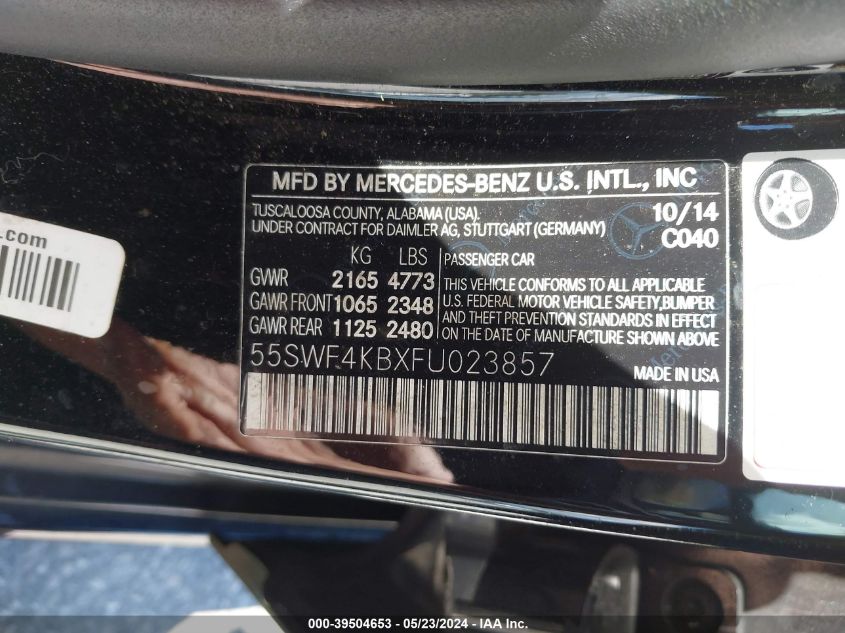 MFD BY MERCEDES-BENZ U.S. INTL., INC
TUSCALOOSA COUNTY, ALABAMA (USA). 10/14
UNDER CONTRACT FOR DAIMLER AG, STUTTGART (GERMANY) C040
KG LBS
PASSENGER CAR
GVWR 2165 4773
GAWR FRONT 1065 2348
GAWR REAR 1125 2480
THIS VEHICLE CONFORMS TO ALL APPLICABLE
U.S. FEDERAL MOTOR VEHICLE SAFETY, BUMPER
AND THEFT PREVENTION STANDARDS IN EFFECT
ON THE DATE OF MANUFACTURE SHOWN ABOVE
55SWF4KBXFU023857
MADE IN USA
.com
000-39504653 - 05/23/2024 - IAA Inc.